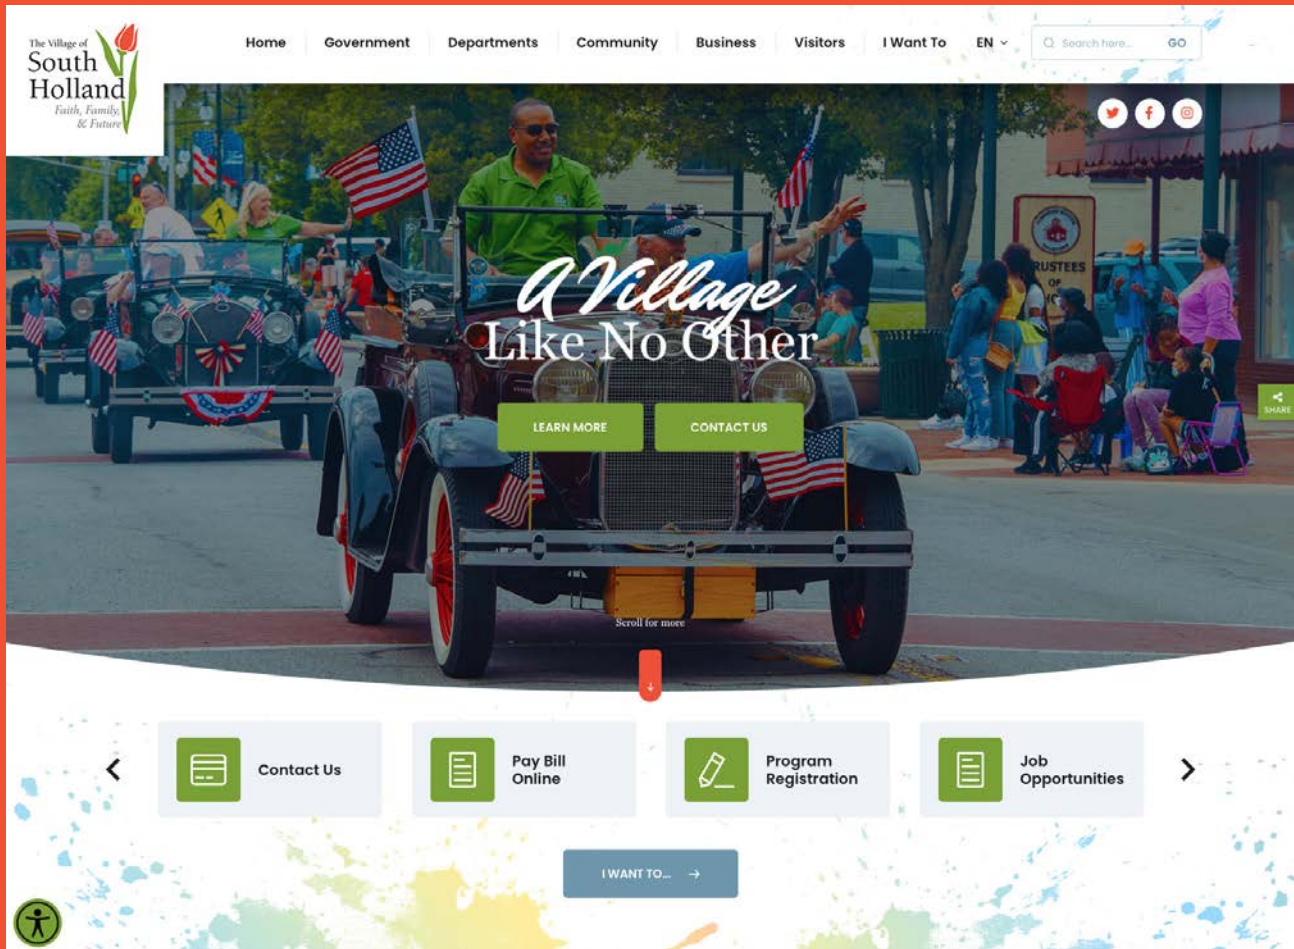 The Village of
South
Holland
Faith, Family,
& Future
Home
Government
Departments
Community
Business
Visitors
I Want To
EN
Search here...
GO
RUSTEES
OF
A Village
Like No Other
LEARN MORE
CONTACT US
SHARE
Scroll for more
Contact Us
Pay Bill
Online
Program
Registration
Job
Opportunities
I WANT TO...